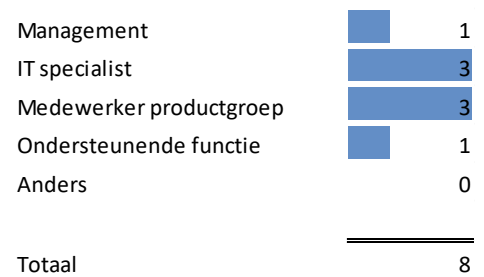 Management 1
IT specialist 3
Medewerker productgroep 3
Ondersteunende functie 1
Anders 0
Totaal 8